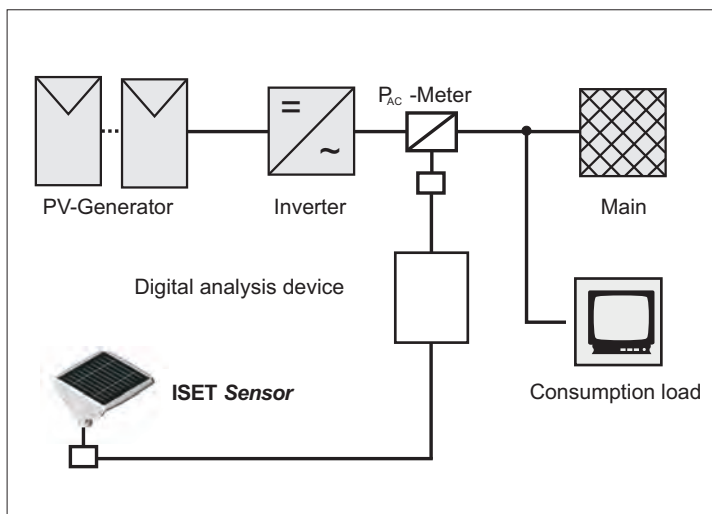 P_AC -Meter
=
~
PV-Generator
Inverter
Main
Digital analysis device
ISET Sensor
Consumption load